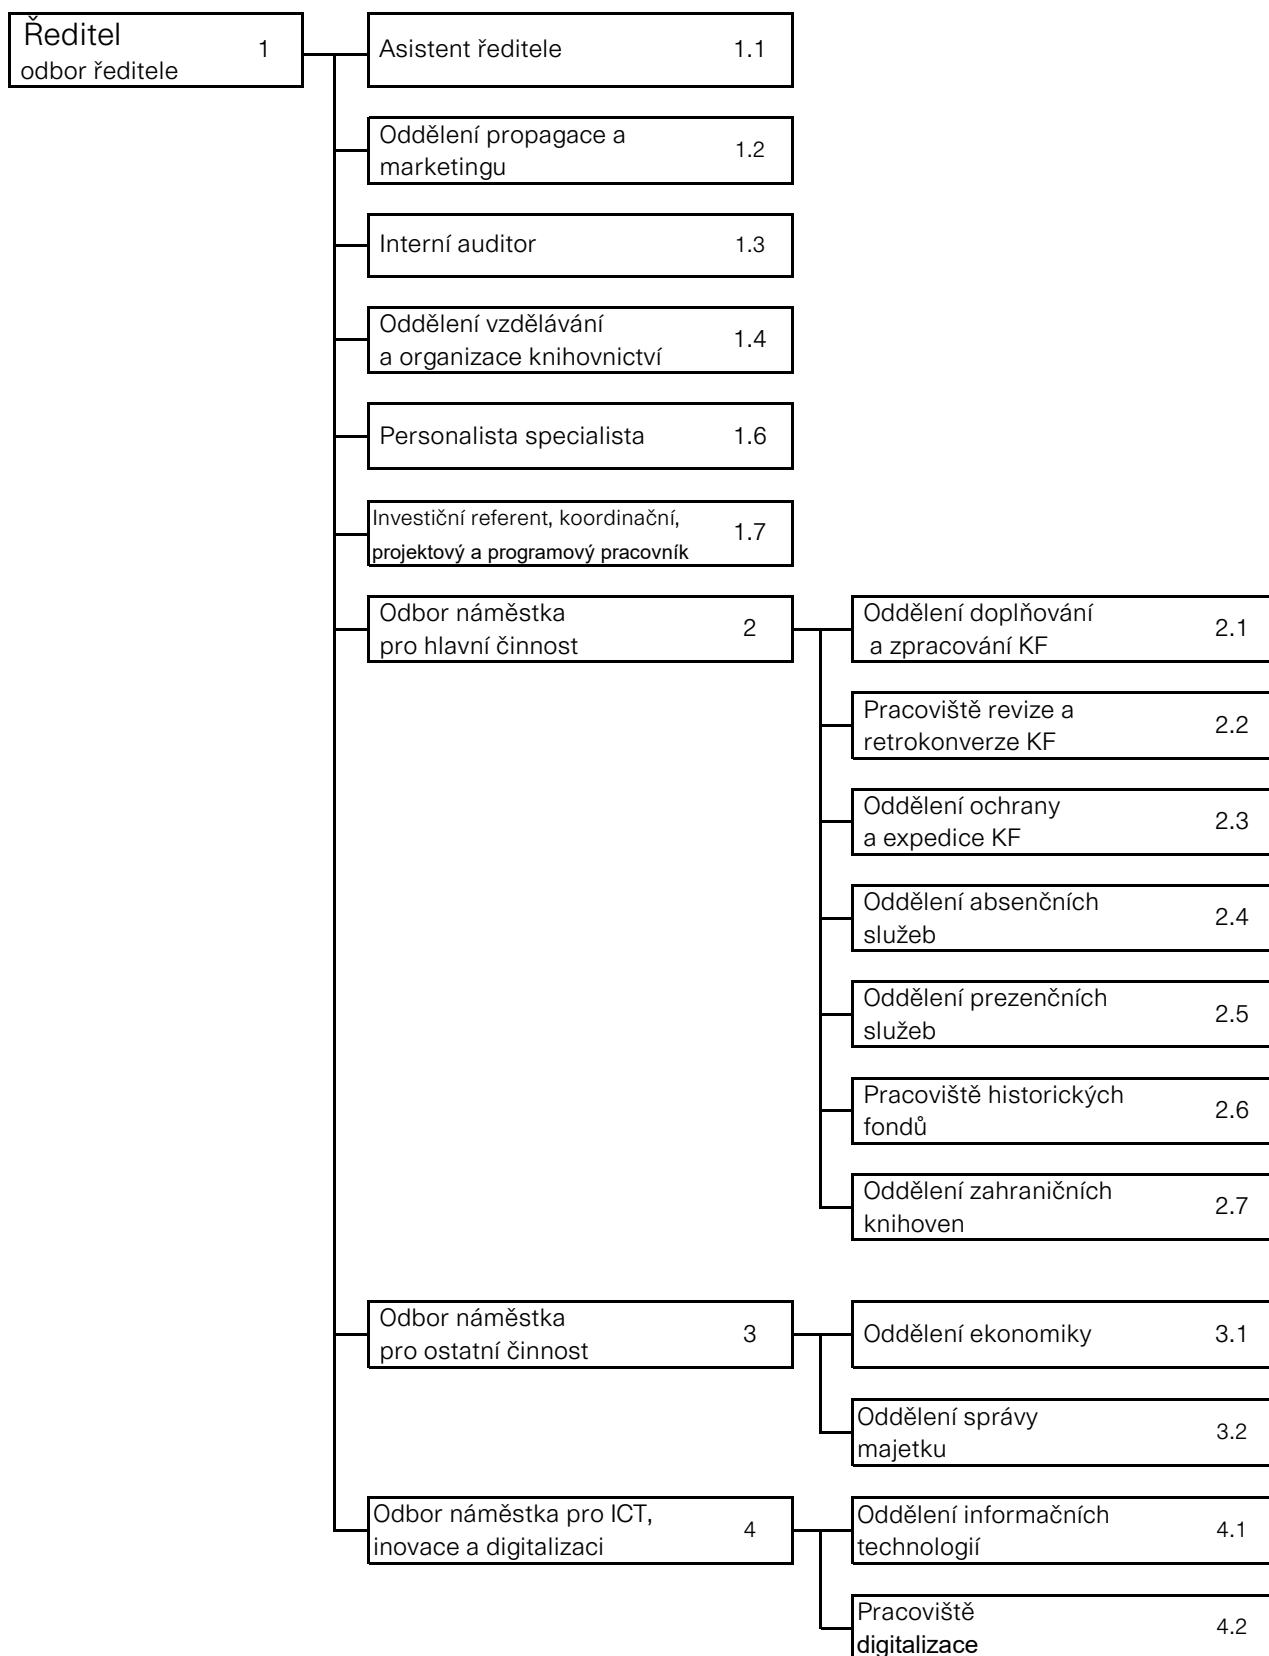 Ředitel
odbor ředitele
1
Asistent ředitele
1.1
Oddělení propagace a
marketingu
1.2
Interní auditor
1.3
Oddělení vzdělávání
a organizace knihovnictví
1.4
Personalista specialista
1.6
Investiční referent, koordinační,
projektový a programový pracovník
1.7
Odbor náměstka
pro hlavní činnost
2
Oddělení doplňování
a zpracování KF
2.1
Pracoviště revize a
retrokonverze KF
2.2
Oddělení ochrany
a expedice KF
2.3
Oddělení absenčních
služeb
2.4
Oddělení prezenčních
služeb
2.5
Pracoviště historických
fondů
2.6
Oddělení zahraničních
knihoven
2.7
Odbor náměstka
pro ostatní činnost
3
Oddělení ekonomiky
3.1
Oddělení správy
majetku
3.2
Odbor náměstka pro ICT,
inovace a digitalizaci
4
Oddělení informačních
technologií
4.1
Pracoviště
digitalizace
4.2